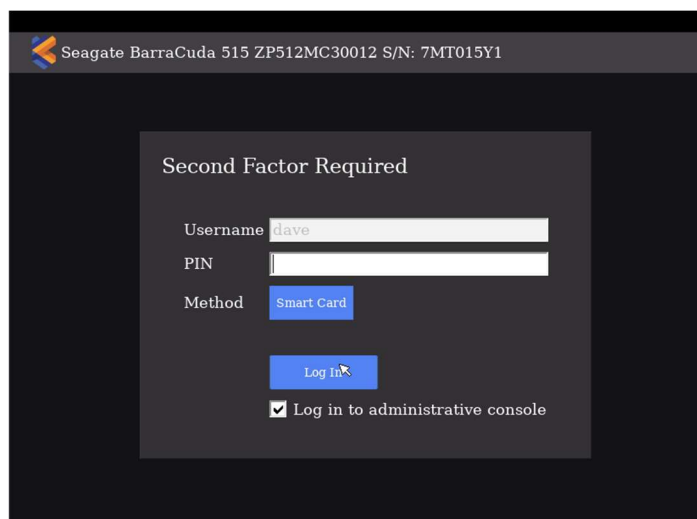 Seagate BarraCuda 515 ZP512MC30012 S/N: 7MT015Y1
Second Factor Required
Username dave
PIN
Method Smart Card
Log In
Log in to administrative console